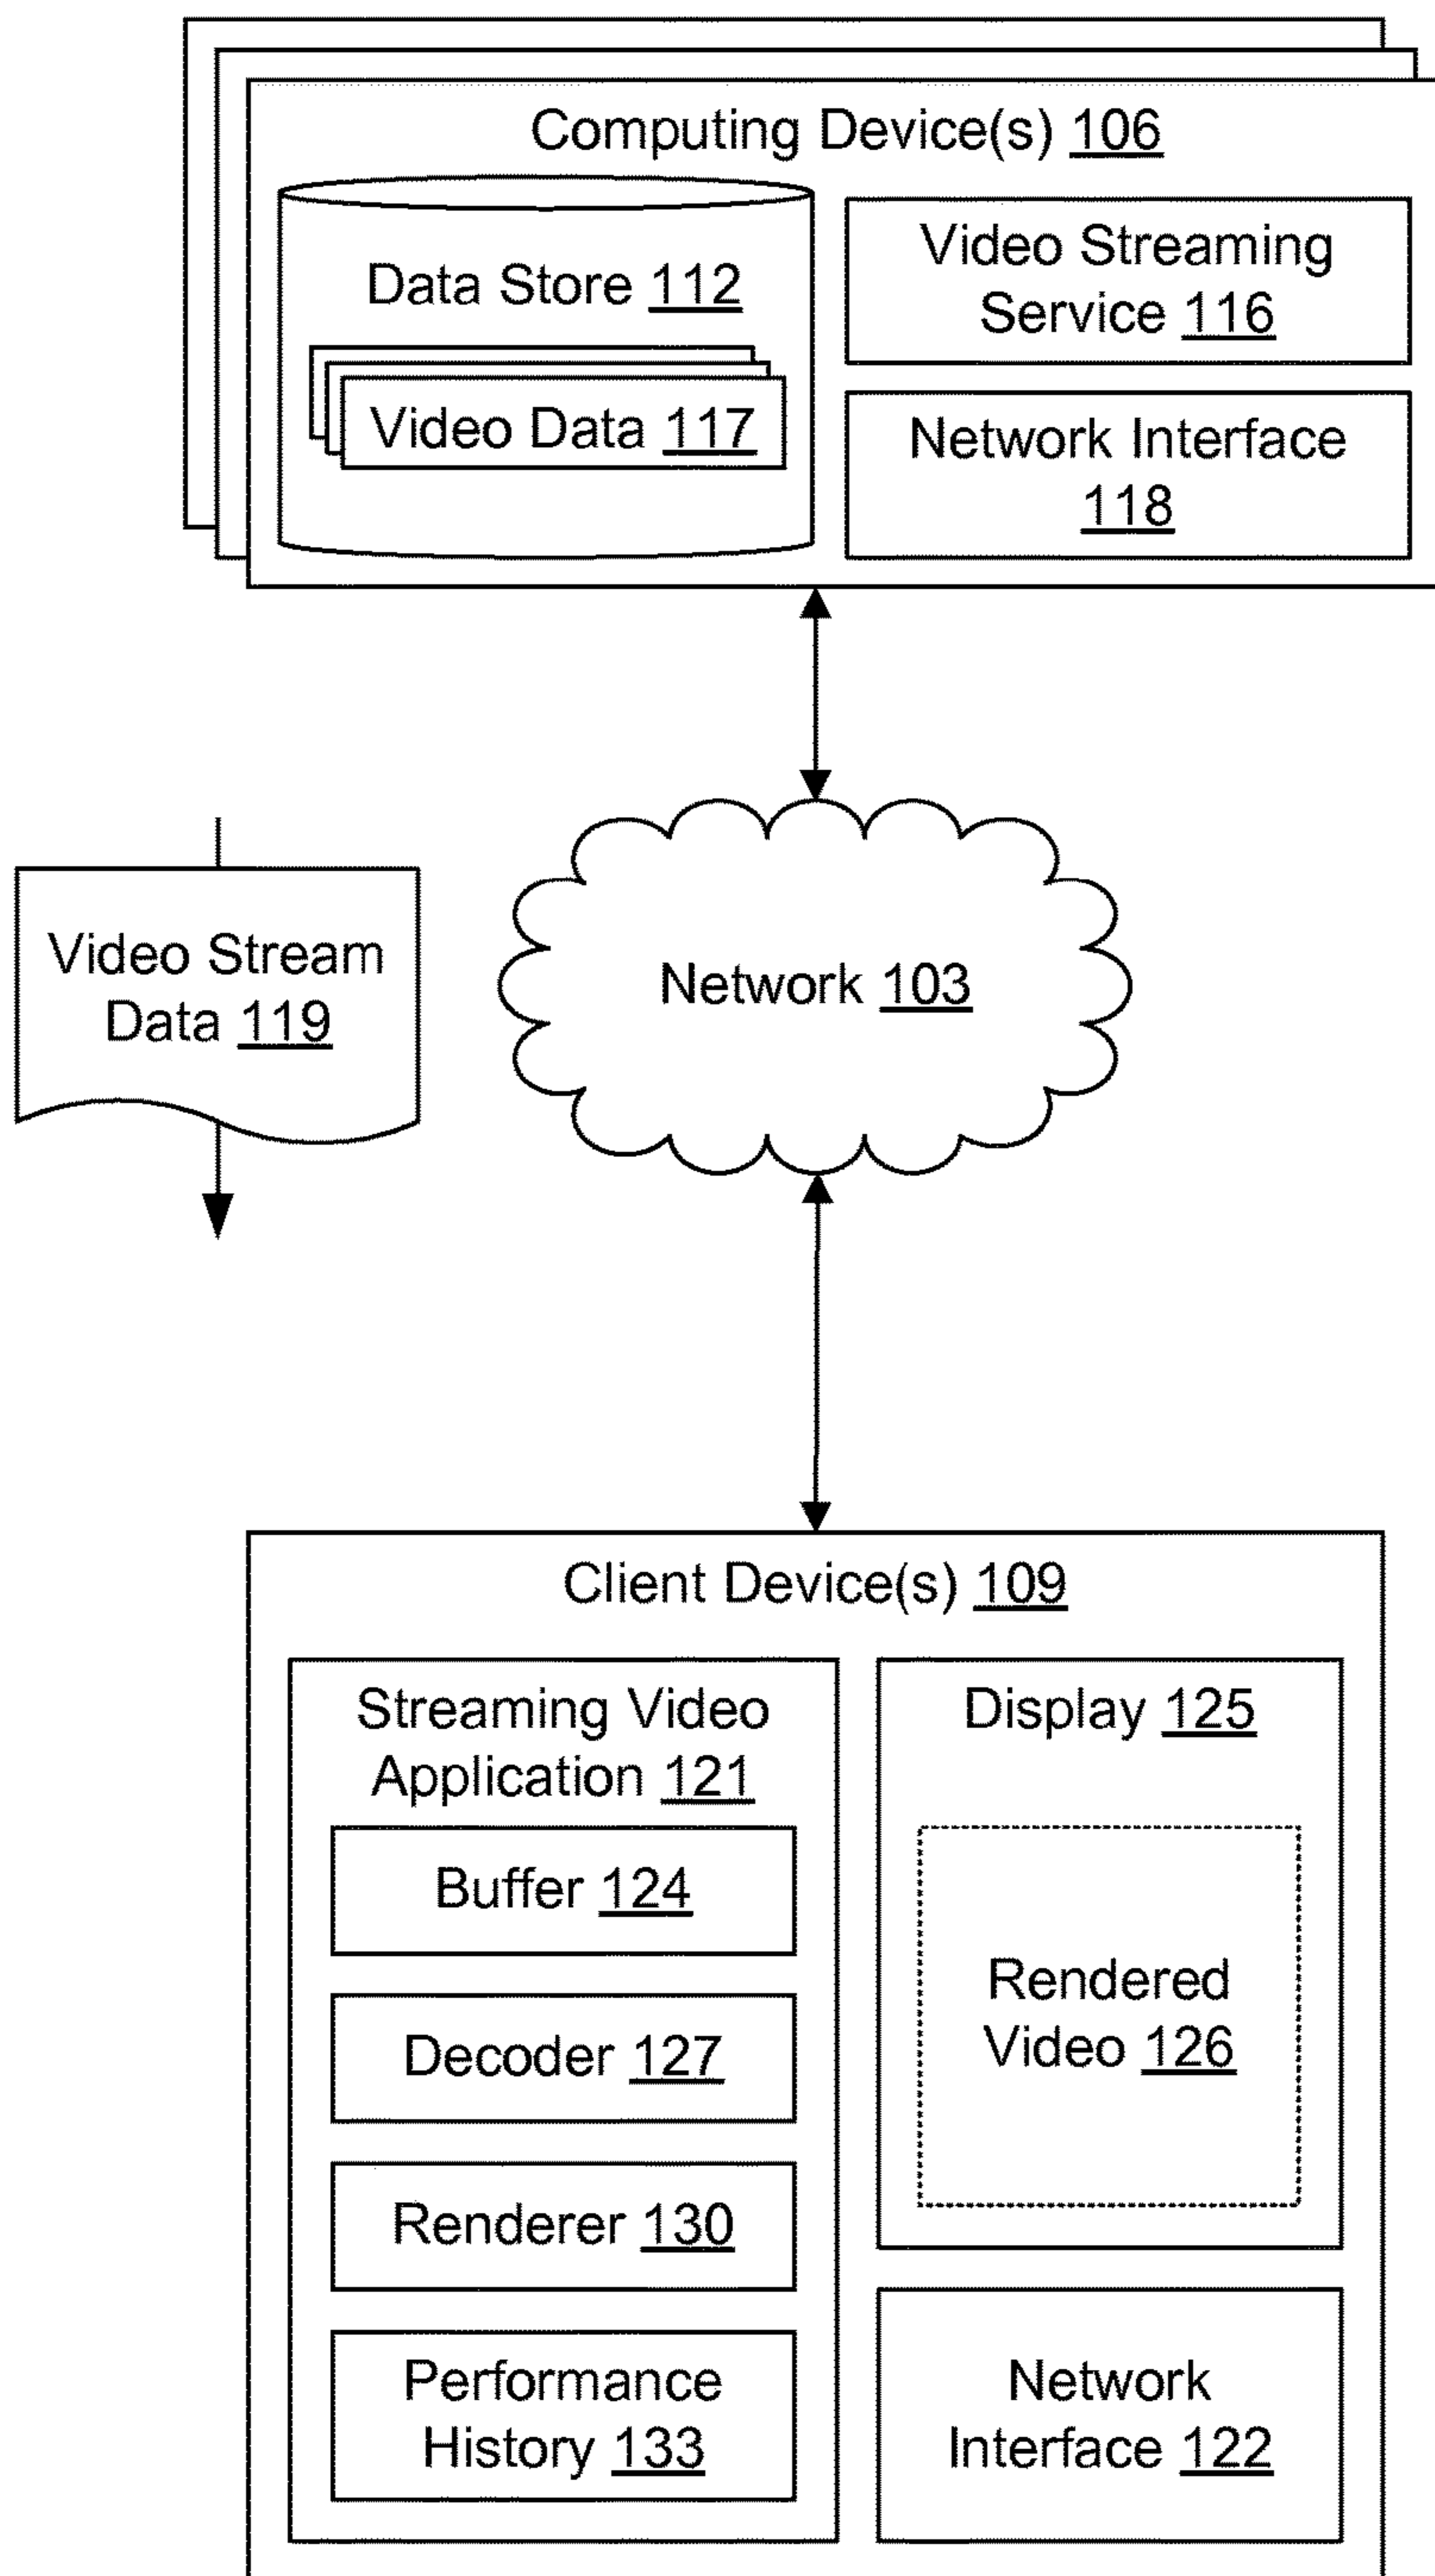 Computing Device(s) 106
Data Store 112
Video Data 117
Video Streaming
Service 116
Network Interface
118
Video Stream
Data 119
Network 103
Client Device(s) 109
Streaming Video
Application 121
Buffer 124
Decoder 127
Renderer 130
Performance
History 133
Display 125
Rendered
Video 126
Network
Interface 122